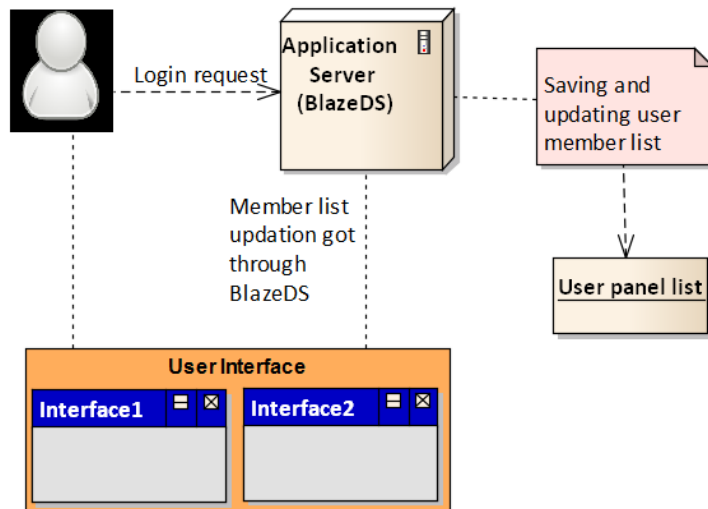 Login request
Application
Server
(BlazeDS)
Saving and
updating user
member list
Member list
updation got
through
BlazeDS
User panel list
User Interface
Interface1
Interface2